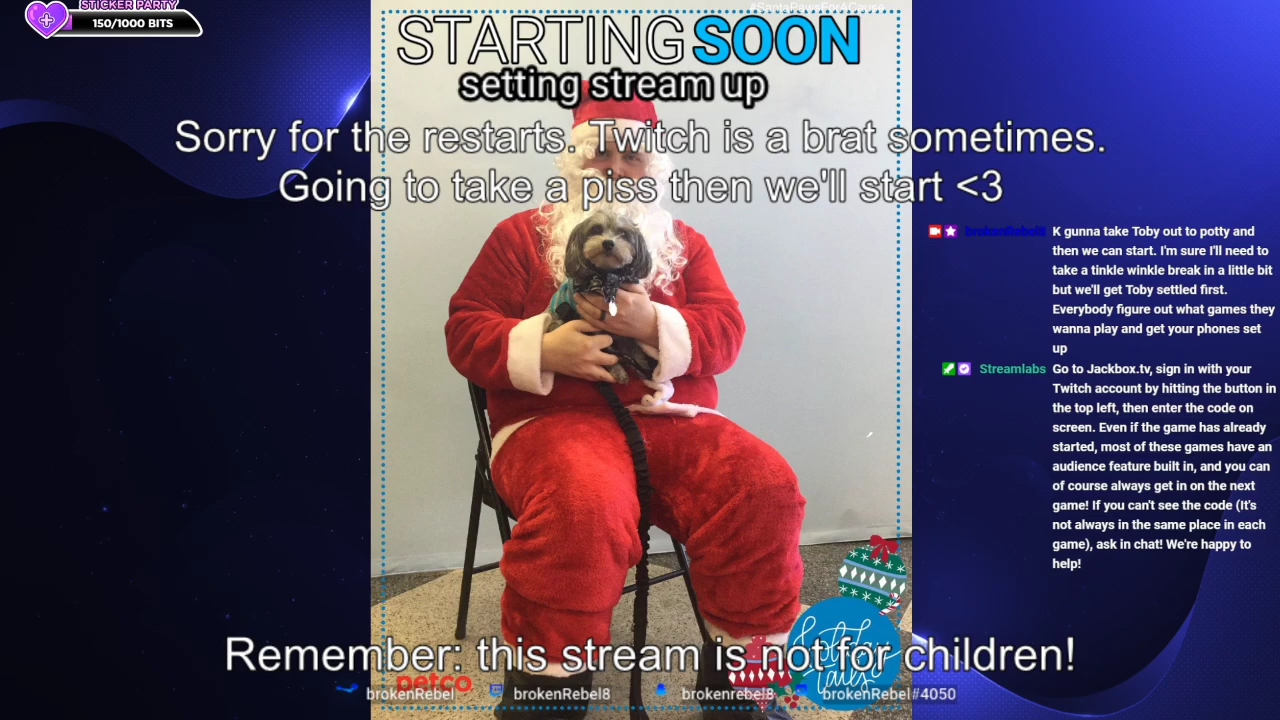 STICKER PARTY
150/1000 BITS
#SantaPawsForACause
STARTING SOON
setting stream up
Sorry for the restarts. Twitch is a brat sometimes.
Going to take a piss then we'll start <3
brokenRebel8 K gunna take Toby out to potty and
then we can start. I'm sure I'll need to
take a tinkle winkle break in a little bit
but we'll get Toby settled first.
Everybody figure out what games they
wanna play and get your phones set
up
Streamlabs Go to Jackbox.tv, sign in with your
Twitch account by hitting the button in
the top left, then enter the code on
screen. Even if the game has already
started, most of these games have an
audience feature built in, and you can
of course always get in on the next
game! If you can't see the code (it's
not always in the same place in each
game), ask in chat! We're happy to
help!
Remember: this stream is not for children!
holiday
tails
petco
brokenRebel brokenRebel8 brokenrebel8 brokenRebel#4050